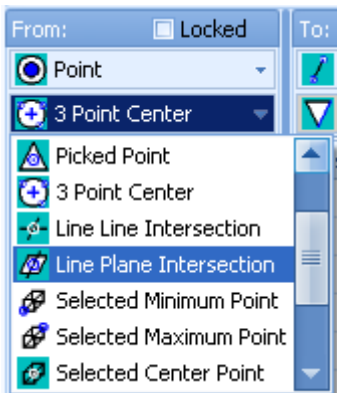 From: Locked To:
Point
3 Point Center
Picked Point
3 Point Center
Line Line Intersection
Line Plane Intersection
Selected Minimum Point
Selected Maximum Point
Selected Center Point